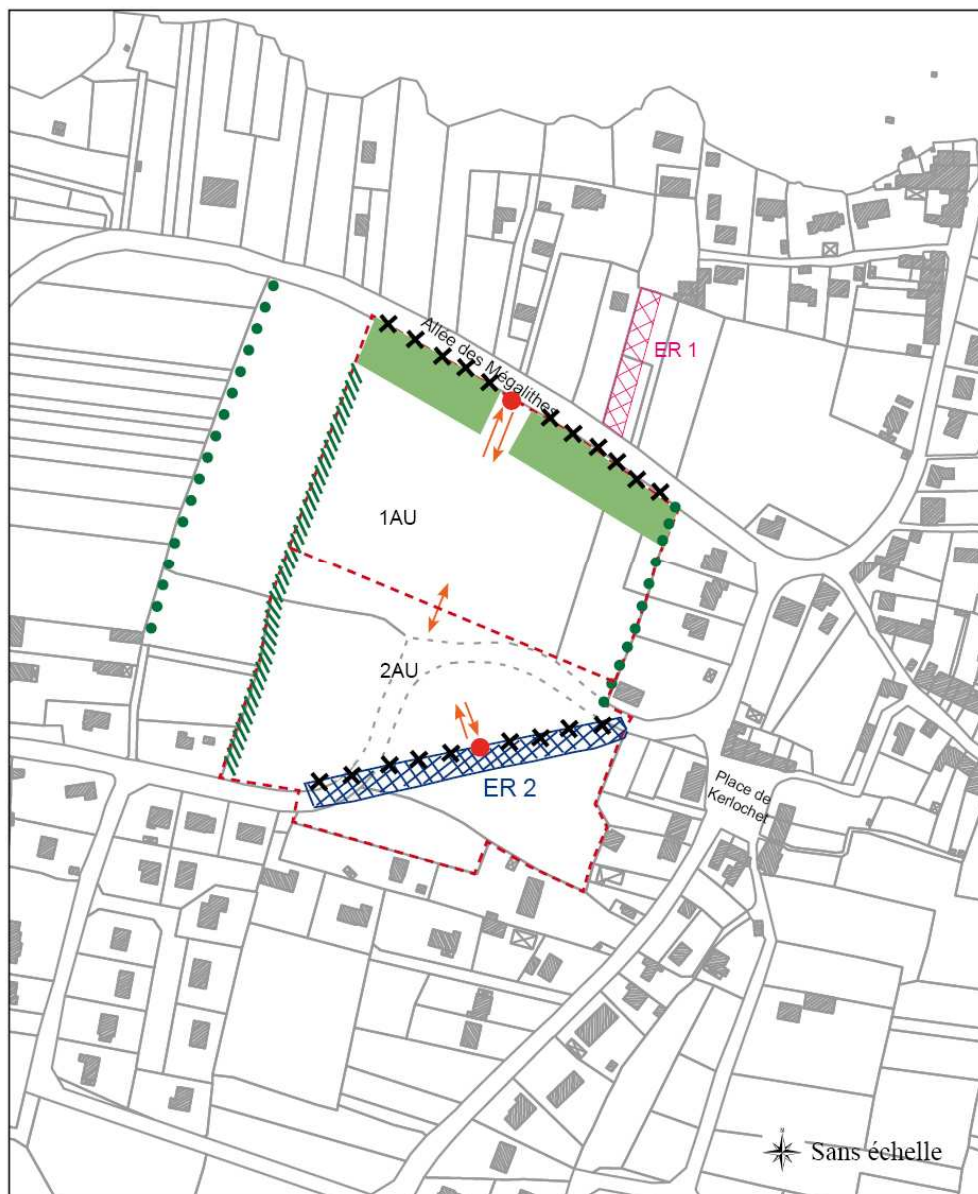 Allée des Mégalithes
ER 1
1AU
2AU
ER 2
Place de
Kerlochet
N
Sans échelle